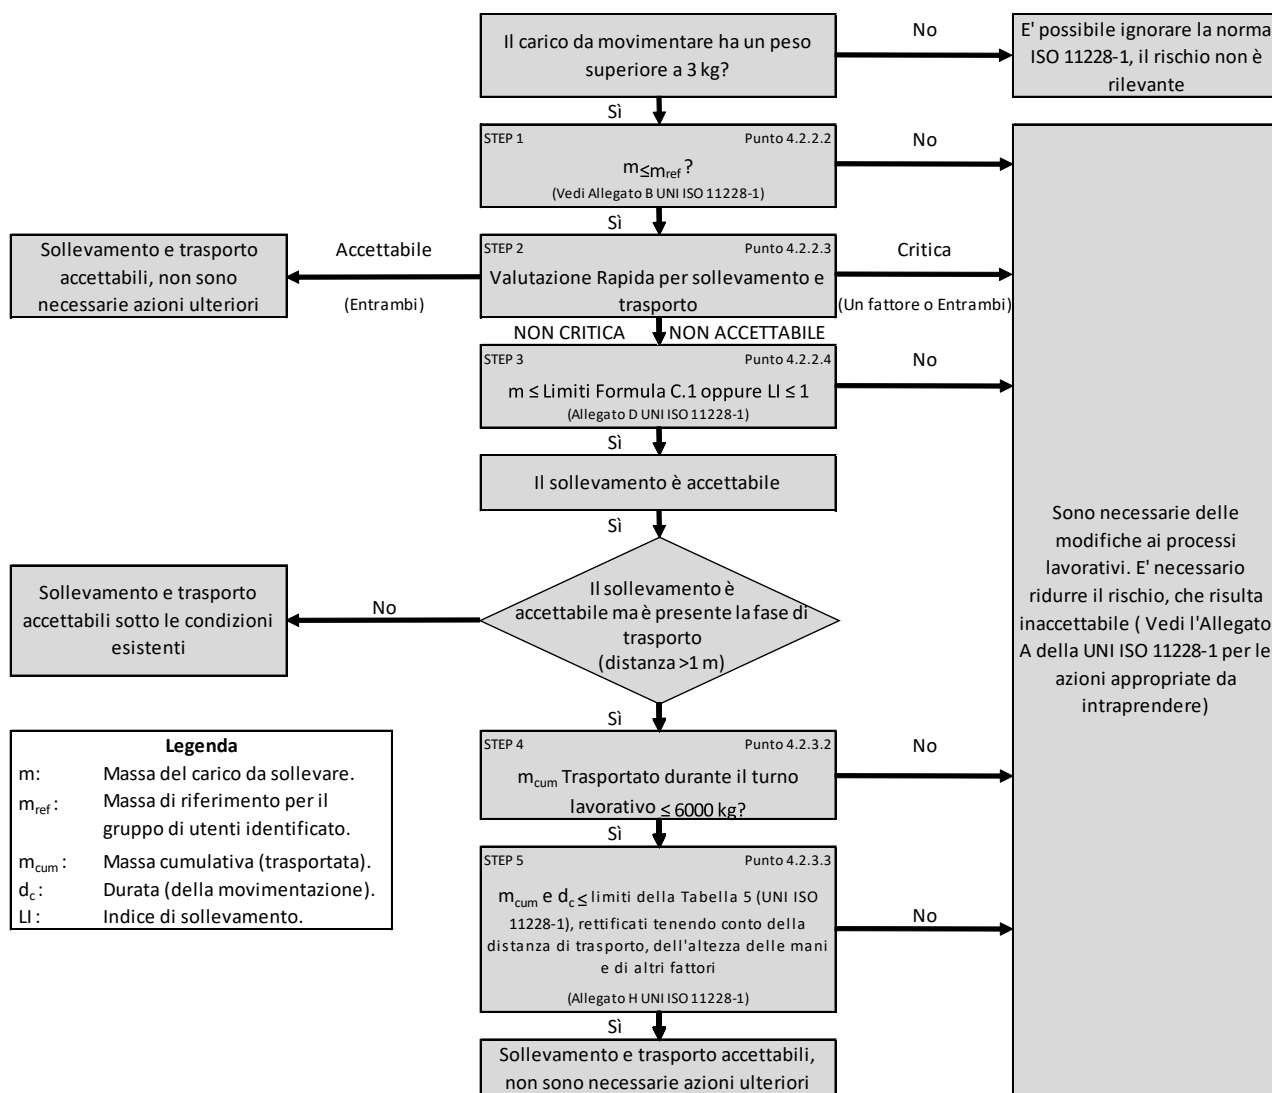 Il carico da movimentare ha un peso
superiore a 3 kg?
No
E' possibile ignorare la norma
ISO 11228-1, il rischio non è
rilevante
Sì
STEP 1 Punto 4.2.2.2
m≤mref ?
(Vedi Allegato B UNI ISO 11228-1)
No
Sì
Sollevamento e trasporto
accettabili, non sono
necessarie azioni ulteriori
Accettabile
(Entrambi)
STEP 2 Punto 4.2.2.3
Valutazione Rapida per sollevamento e
trasporto
Critica
(Un fattore o Entrambi)
NON CRITICA NON ACCETTABILE
STEP 3 Punto 4.2.2.4
m ≤ Limiti Formula C.1 oppure LI ≤ 1
(Allegato D UNI ISO 11228-1)
No
Sì
Il sollevamento è accettabile
Sì
Il sollevamento è
accettabile ma è presente la fase di
trasporto
(distanza >1 m)
No
Sollevamento e trasporto
accettabili sotto le condizioni
esistenti
Sono necessarie delle
modifiche ai processi
lavorativi. E' necessario
ridurre il rischio, che risulta
inaccettabile ( Vedi l'Allegato
A della UNI ISO 11228-1 per le
azioni appropriate da
intraprendere)
Sì
STEP 4 Punto 4.2.3.2
mcum Trasportato durante il turno
lavorativo ≤ 6000 kg?
No
Sì
STEP 5 Punto 4.2.3.3
mcum e dc ≤ limiti della Tabella 5 (UNI ISO
11228-1), rettificati tenendo conto della
distanza di trasporto, dell'altezza delle mani
e di altri fattori
(Allegato H UNI ISO 11228-1)
No
Sì
Sollevamento e trasporto accettabili,
non sono necessarie azioni ulteriori
Legenda
m: Massa del carico da sollevare.
mref : Massa di riferimento per il
gruppo di utenti identificato.
mcum : Massa cumulativa (trasportata).
dc : Durata (della movimentazione).
LI : Indice di sollevamento.